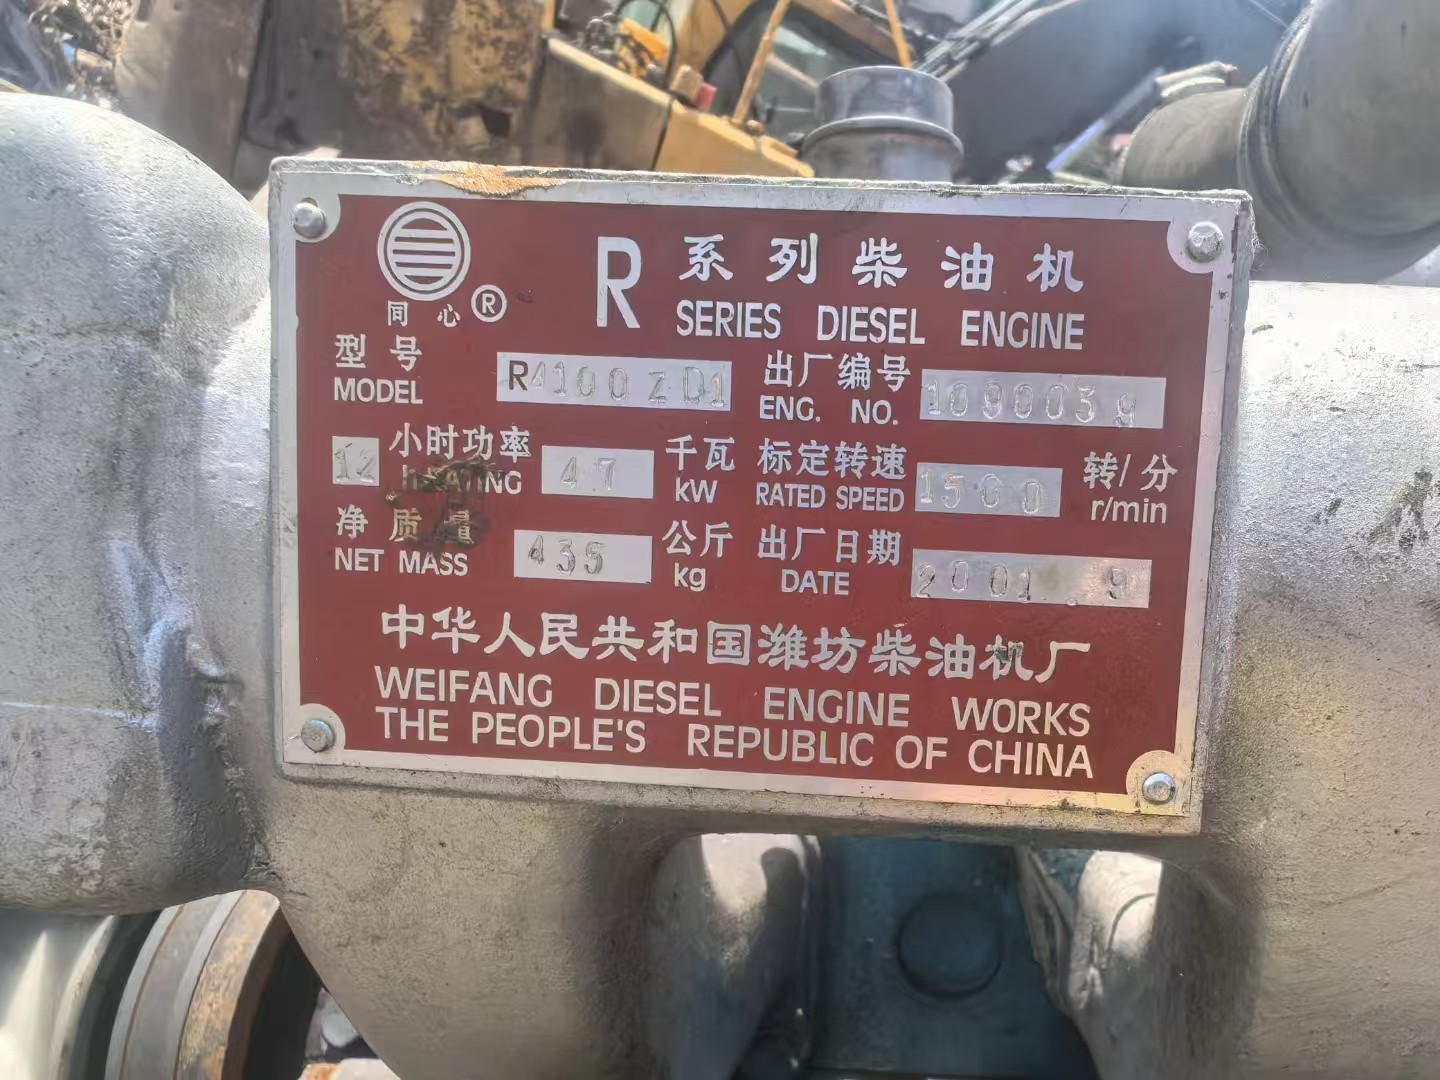 同心®
R 系列柴油机
SERIES DIESEL ENGINE
型号 R4100ZD1 出厂编号 1090039
MODEL ENG. NO.
12 小时功率 47 千瓦 标定转速 1500 转/分
kW RATED SPEED r/min
净质量 435 公斤 出厂日期 2001.9
NET MASS kg DATE
中华人民共和国潍坊柴油机厂
WEIFANG DIESEL ENGINE WORKS
THE PEOPLE'S REPUBLIC OF CHINA